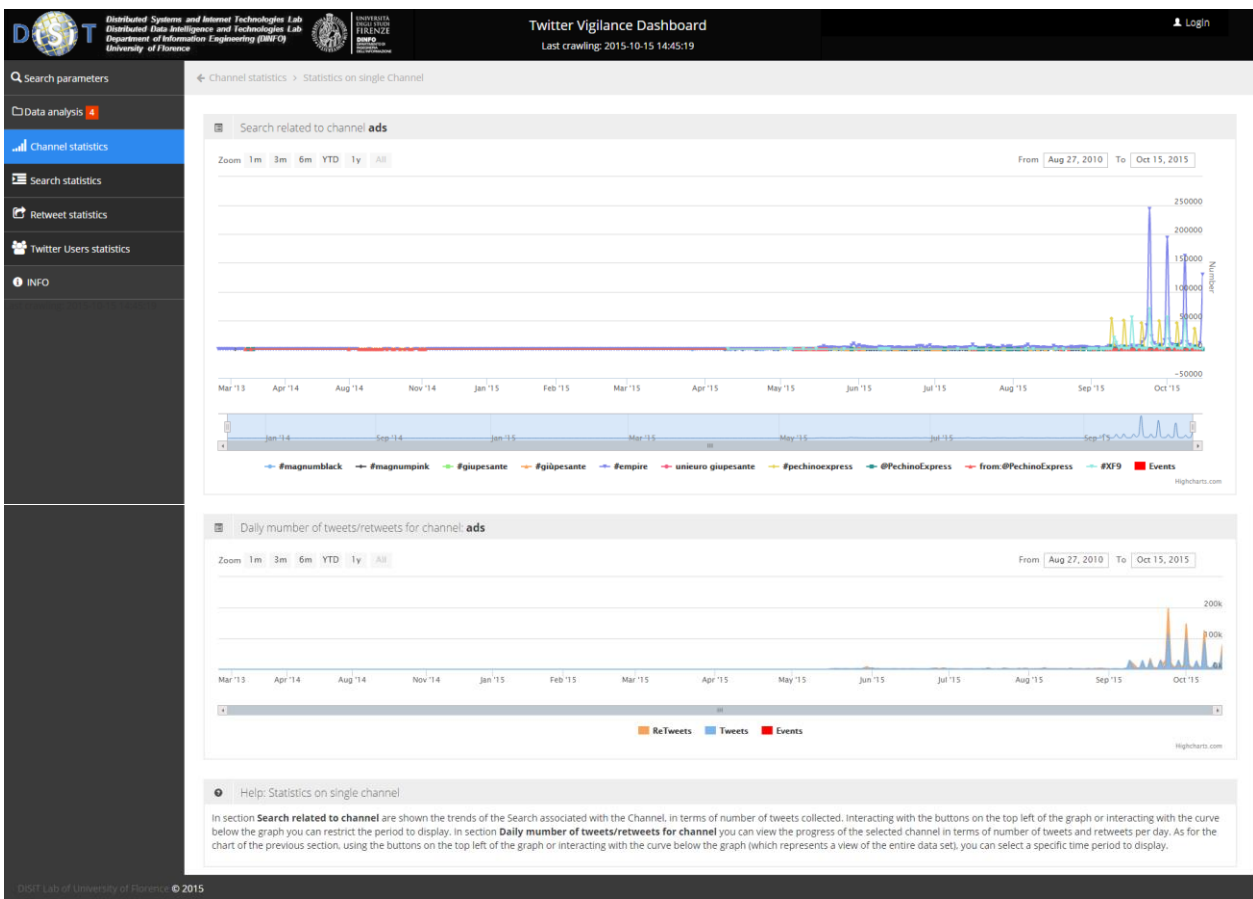 DISIT
Distributed Systems and Internet Technologies Lab
Distributed Data Intelligence and Technologies Lab
Department of Information Engineering (DINFO)
University of Florence
UNIVERSITÀ
DEGLI STUDI
FIRENZE
DINFO
Twitter Vigilance Dashboard
Last crawling: 2015-10-15 14:45:19
Login
Search parameters
Data analysis 4
Channel statistics
Search statistics
Retweet statistics
Twitter Users statistics
INFO
Channel statistics > Statistics on single Channel
Search related to channel ads
Zoom 1m 3m 6m YTD 1y All
From Aug 27, 2010 To Oct 15, 2015
250000
200000
150000
100000
50000
-50000
Number
Mar '13 Apr '14 Aug '14 Nov '14 Jan '15 Feb '15 Mar '15 Apr '15 May '15 Jun '15 Jul '15 Aug '15 Sep '15 Oct '15
Jan '14 Sep '14 Jan '15 Mar '15 May '15 Jul '15 Sep '15
#magnumblack #magnumpink #giupesante #giùpesante #empire unieuro giupesante #pechinoexpress @PechinoExpress from:@PechinoExpress #XF9 Events
Highcharts.com
Daily mumber of tweets/retweets for channel: ads
Zoom 1m 3m 6m YTD 1y All
From Aug 27, 2010 To Oct 15, 2015
200k
100k
Mar '13 Apr '14 Aug '14 Nov '14 Jan '15 Feb '15 Mar '15 Apr '15 May '15 Jun '15 Jul '15 Aug '15 Sep '15 Oct '15
ReTweets Tweets Events
Highcharts.com
Help: Statistics on single channel
In section Search related to channel are shown the trends of the Search associated with the Channel, in terms of number of tweets collected. Interacting with the buttons on the top left of the graph or interacting with the curve
below the graph you can restrict the period to display. In section Daily mumber of tweets/retweets for channel you can view the progress of the selected channel in terms of number of tweets and retweets per day. As for the
chart of the previous section, using the buttons on the top left of the graph or interacting with the curve below the graph (which represents a view of the entire data set), you can select a specific time period to display.
DISIT Lab of University of Florence © 2015